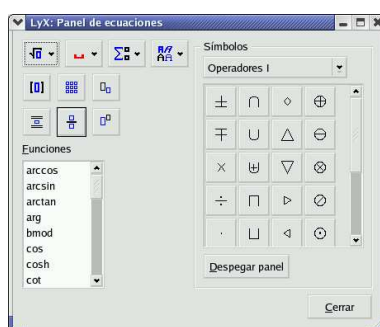 LyX: Panel de ecuaciones
Símbolos
Operadores I
Funciones
arccos
arcsin
arctan
arg
bmod
cos
cosh
cot
Despegar panel
Cerrar